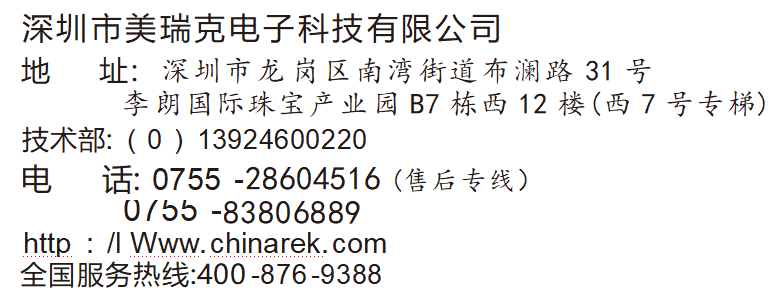 深圳市美瑞克电子科技有限公司
地 址: 深圳市龙岗区南湾街道布澜路 31 号
李朗国际珠宝产业园 B7 栋西 12 楼(西 7 号专梯)
技术部: ( 0 ) 13924600220
电 话: 0755 -28604516 (售后专线)
0755 -83806889
http : /l Www.chinarek.com
全国服务热线:400-876-9388